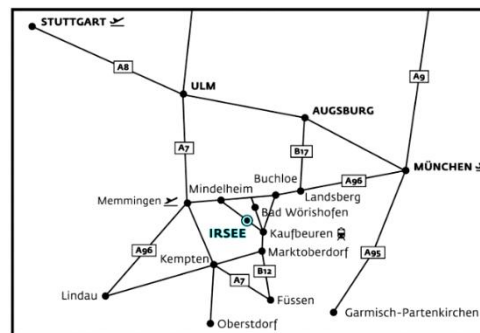 STUTTGART
A8
A9
ULM
AUGSBURG
A7
B17
MÜNCHEN
Buchloe
A96
Mindelheim
Landsberg
Memmingen
Bad Wörishofen
IRSEE
Kaufbeuren
A96
Marktoberdorf
Kempten
A95
B12
A7
Lindau
Füssen
Garmisch-Partenkirchen
Oberstdorf